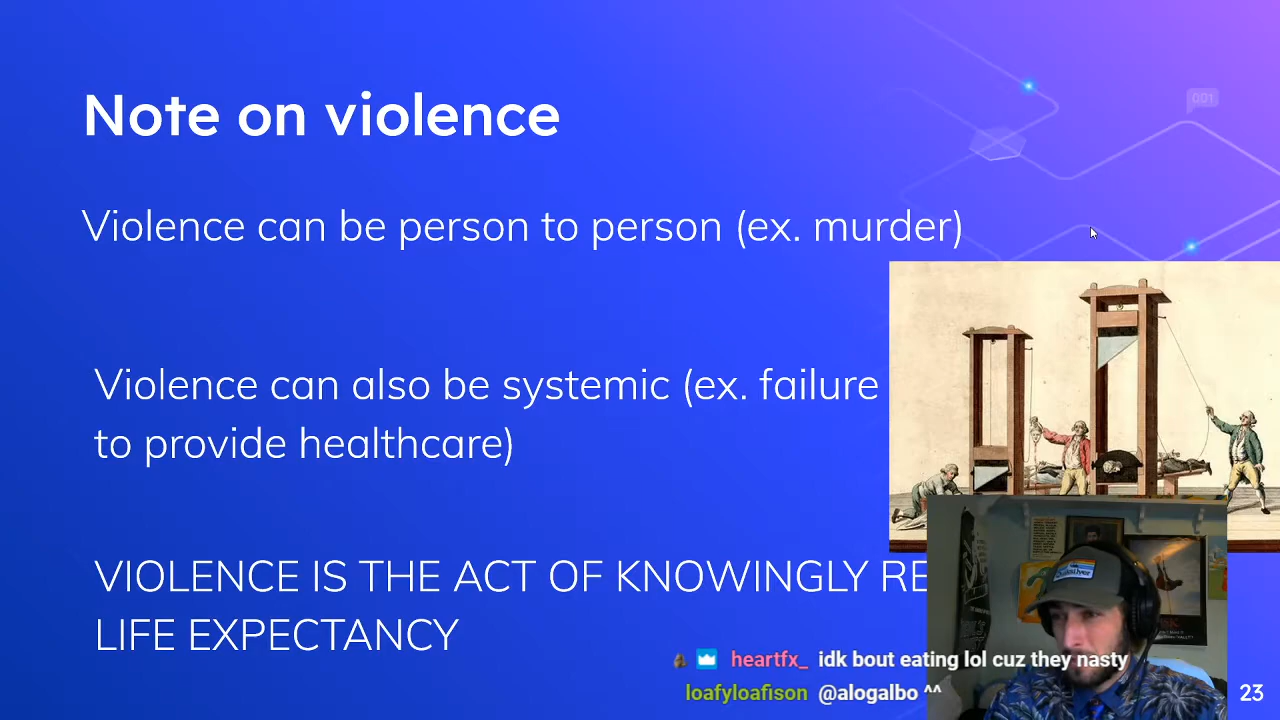 Note on violence
Violence can be person to person (ex. murder)
Violence can also be systemic (ex. failure
to provide healthcare)
VIOLENCE IS THE ACT OF KNOWINGLY RE
LIFE EXPECTANCY
heartfx_ idk bout eating lol cuz they nasty
loafyloafison @alogalbo ^^
23
001